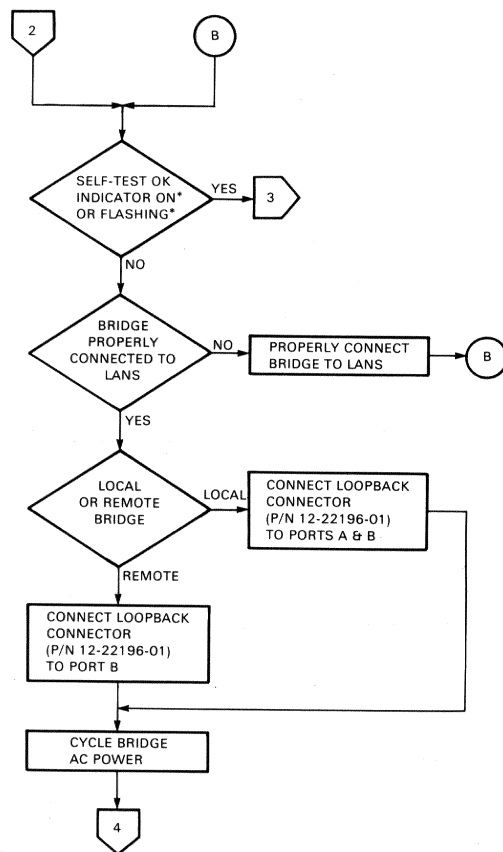 2
B
SELF-TEST OK
INDICATOR ON*
OR FLASHING*
YES
3
NO
BRIDGE
PROPERLY
CONNECTED TO
LANS
NO
PROPERLY CONNECT
BRIDGE TO LANS
B
YES
LOCAL
OR REMOTE
BRIDGE
LOCAL
CONNECT LOOPBACK
CONNECTOR
(P/N 12-22196-01)
TO PORTS A & B
REMOTE
CONNECT LOOPBACK
CONNECTOR
(P/N 12-22196-01)
TO PORT B
CYCLE BRIDGE
AC POWER
4